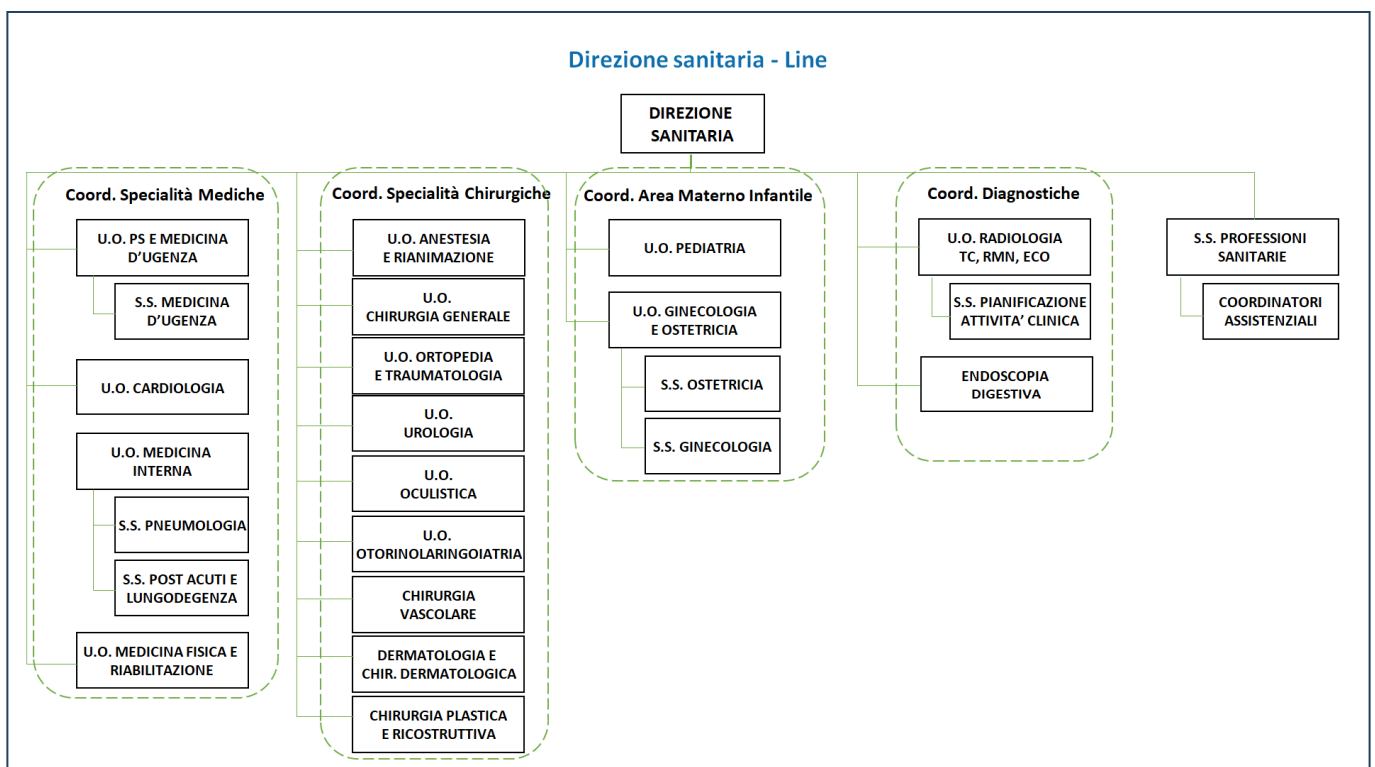 Direzione sanitaria - Line
DIREZIONE
SANITARIA
Coord. Specialità Mediche
U.O. PS E MEDICINA
D’UGENZA
S.S. MEDICINA
D’UGENZA
U.O. CARDIOLOGIA
U.O. MEDICINA
INTERNA
S.S. PNEUMOLOGIA
S.S. POST ACUTI E
LUNGODEGENZA
U.O. MEDICINA FISICA E
RIABILITAZIONE
Coord. Specialità Chirurgiche
U.O. ANESTESIA
E RIANIMAZIONE
U.O.
CHIRURGIA GENERALE
U.O. ORTOPEDIA
E TRAUMATOLOGIA
U.O.
UROLOGIA
U.O.
OCULISTICA
U.O.
OTORINOLARINGOIATRIA
CHIRURGIA
VASCOLARE
DERMATOLOGIA E
CHIR. DERMATOLOGICA
CHIRURGIA PLASTICA
E RICOSTRUTTIVA
Coord. Area Materno Infantile
U.O. PEDIATRIA
U.O. GINECOLOGIA
E OSTETRICIA
S.S. OSTETRICIA
S.S. GINECOLOGIA
Coord. Diagnostiche
U.O. RADIOLOGIA
TC, RMN, ECO
S.S. PIANIFICAZIONE
ATTIVITA’ CLINICA
ENDOSCOPIA
DIGESTIVA
S.S. PROFESSIONI
SANITARIE
COORDINATORI
ASSISTENZIALI